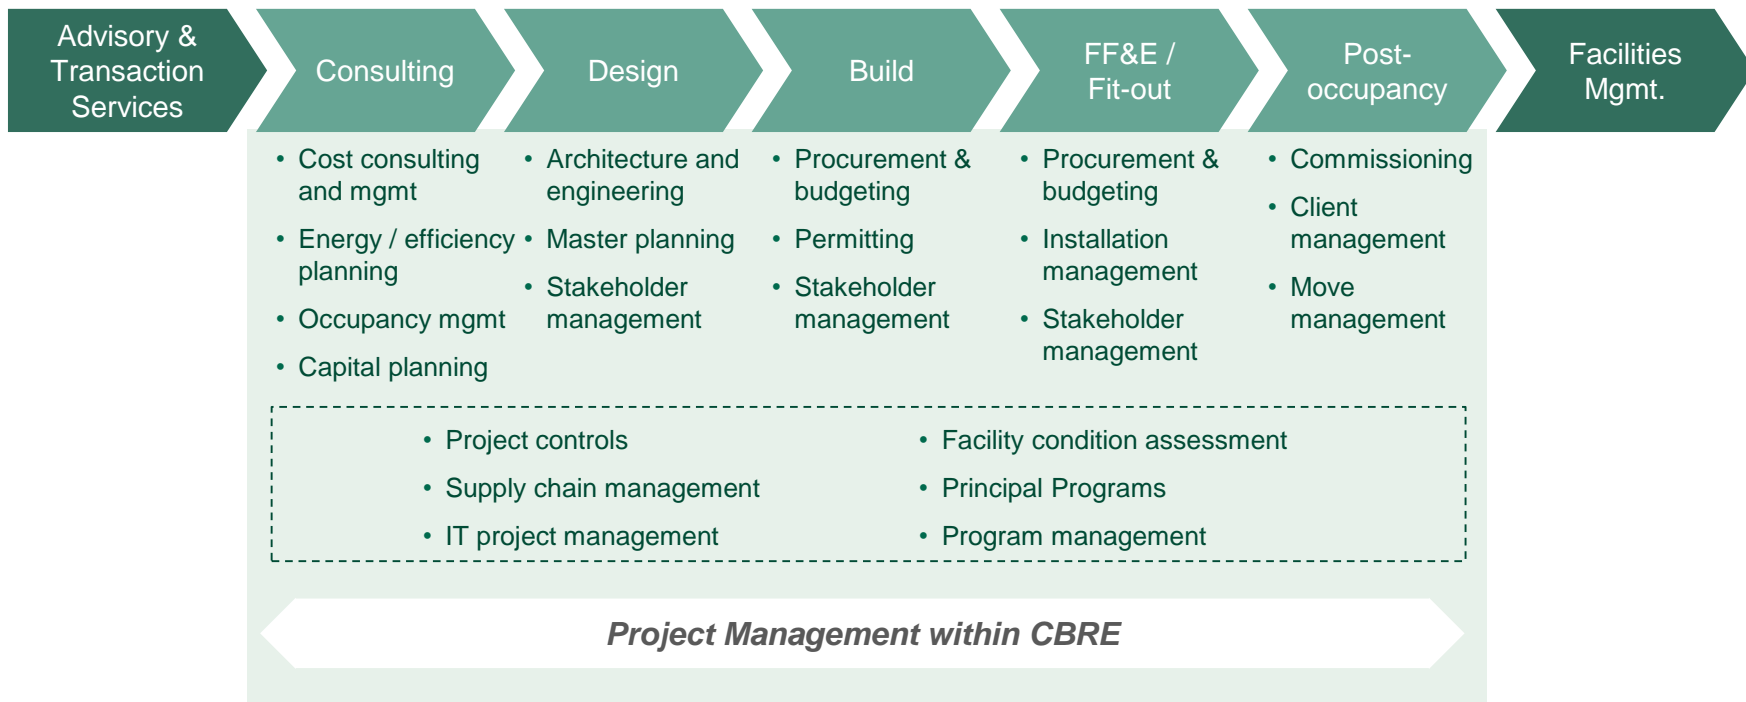 Advisory &
Transaction
Services
Consulting
Design
Build
FF&E /
Fit-out
Post-
occupancy
Facilities
Mgmt.
• Cost consulting
and mgmt
• Energy / efficiency
planning
• Occupancy mgmt
• Capital planning
• Architecture and
engineering
• Master planning
• Stakeholder
management
• Procurement &
budgeting
• Permitting
• Stakeholder
management
• Procurement &
budgeting
• Installation
management
• Stakeholder
management
• Commissioning
• Client
management
• Move
management
• Project controls
• Supply chain management
• IT project management
• Facility condition assessment
• Principal Programs
• Program management
Project Management within CBRE